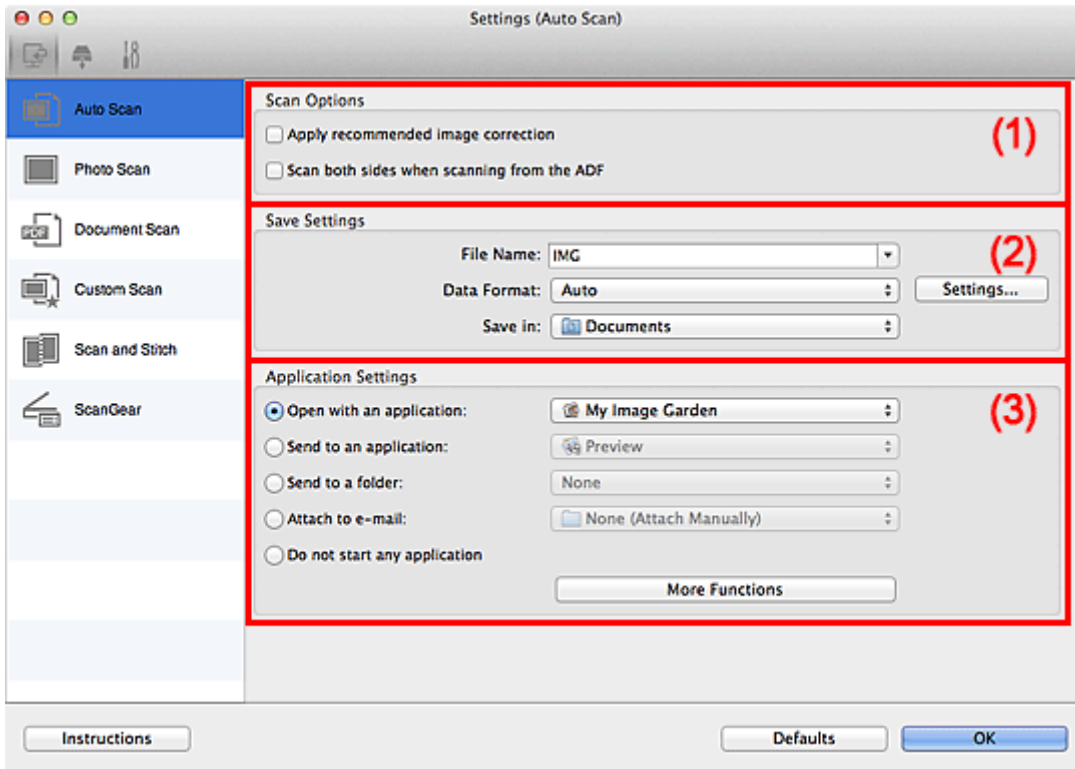 Settings (Auto Scan)
Auto Scan
Photo Scan
PDF
Document Scan
Custom Scan
Scan and Stitch
ScanGear
Scan Options
(1)
Apply recommended image correction
Scan both sides when scanning from the ADF
Save Settings
(2)
File Name: IMG
Data Format: Auto Settings...
Save in: Documents
Application Settings
(3)
Open with an application: My Image Garden
Send to an application: Preview
Send to a folder: None
Attach to e-mail: None (Attach Manually)
Do not start any application
More Functions
Instructions Defaults OK